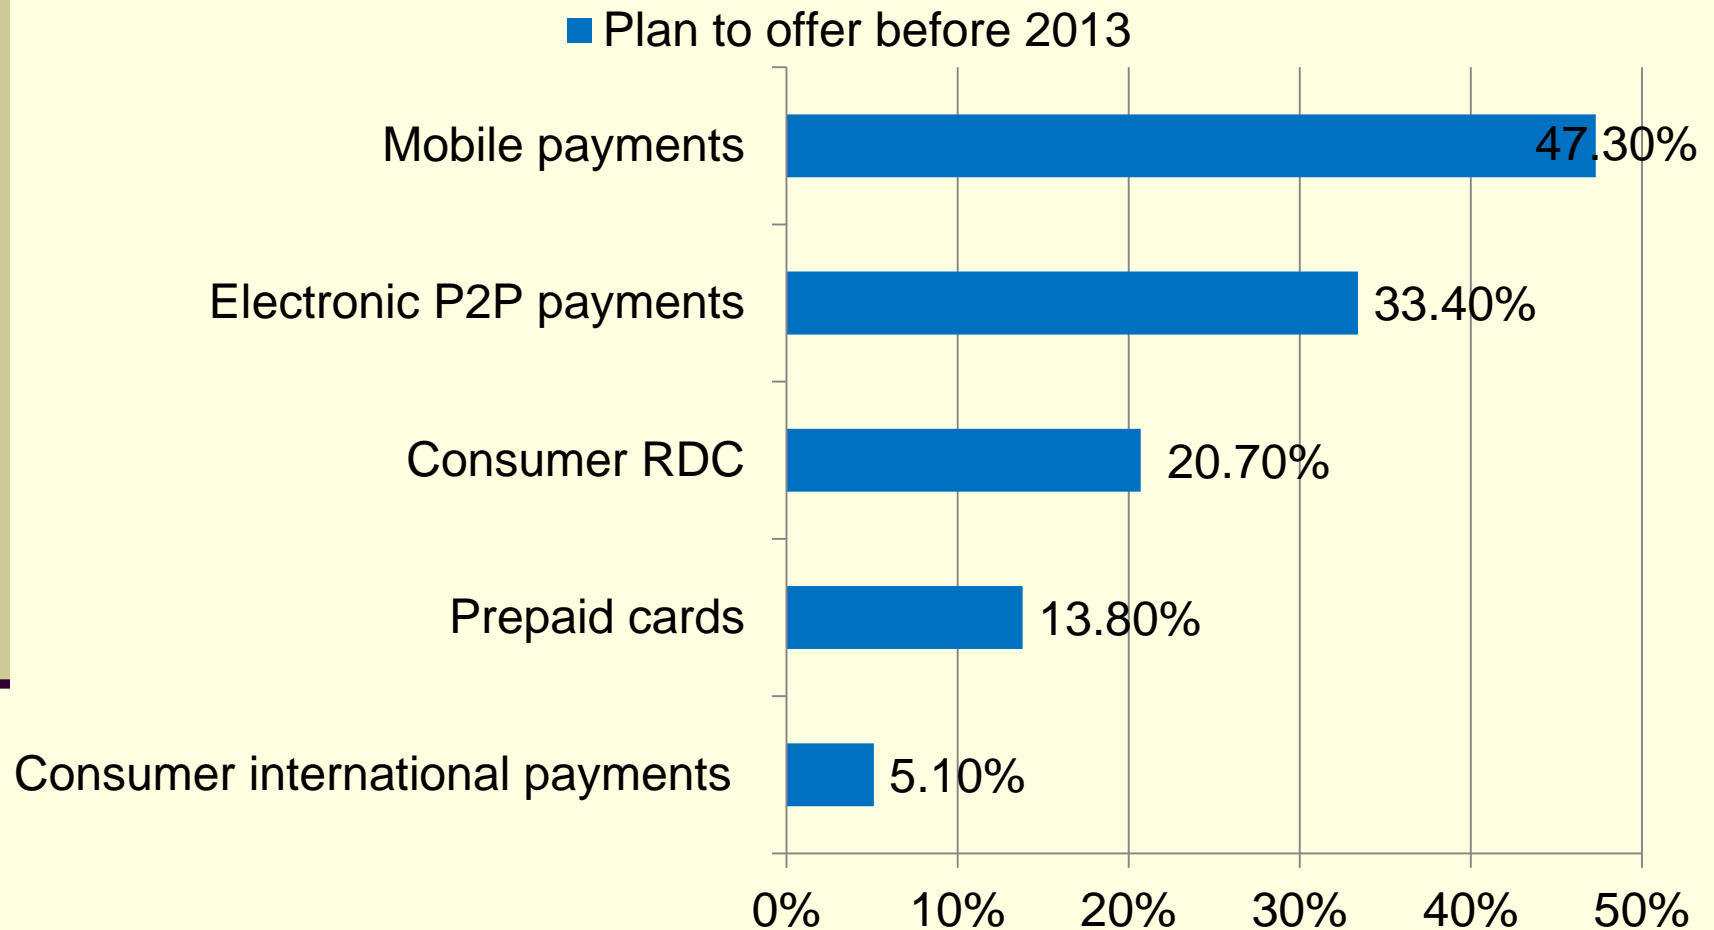 Plan to offer before 2013
Mobile payments 47.30%
Electronic P2P payments 33.40%
Consumer RDC 20.70%
Prepaid cards 13.80%
Consumer international payments 5.10%
0% 10% 20% 30% 40% 50%